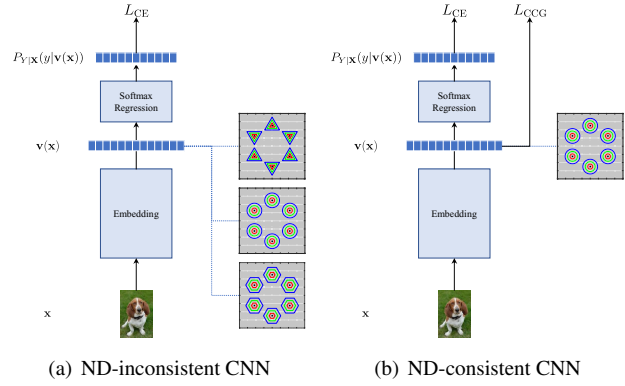 L_CE
P_{Y|x}(y|v(x))
Softmax
Regression
v(x)
Embedding
x
(a) ND-inconsistent CNN
L_CE
L_CCG
P_{Y|x}(y|v(x))
Softmax
Regression
v(x)
Embedding
x
(b) ND-consistent CNN